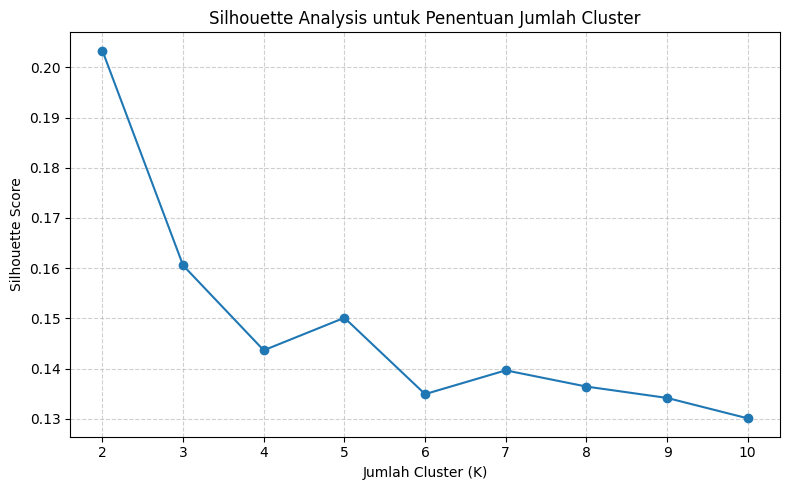 Silhouette Analysis untuk Penentuan Jumlah Cluster
Silhouette Score
0.20
0.19
0.18
0.17
0.16
0.15
0.14
0.13
2 3 4 5 6 7 8 9 10
Jumlah Cluster (K)